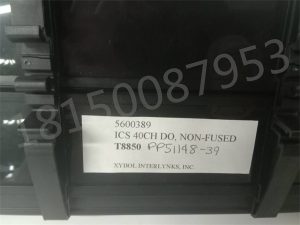 18150087953
5600389
ICS 40CH DO, NON-FUSED
T8850 PP51148-39
XYBOL INTERLYNKS, INC